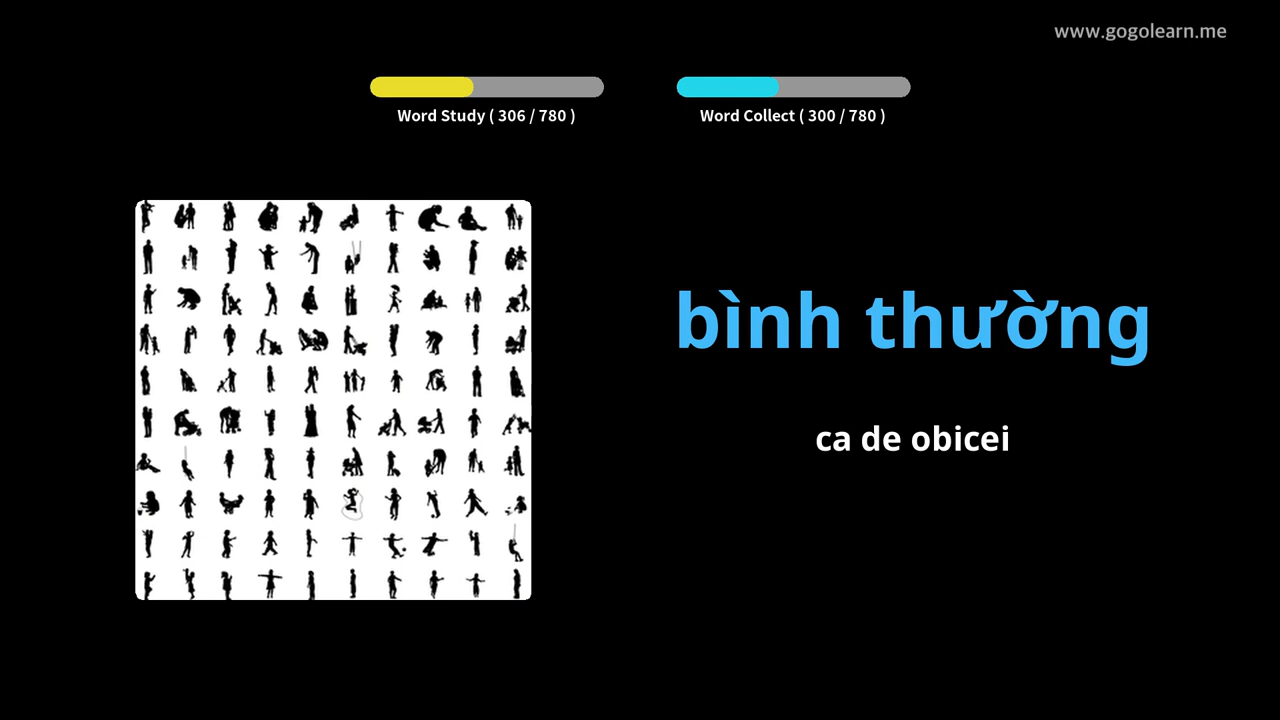 www.gogolearn.me
Word Study ( 306 / 780 )
Word Collect ( 300 / 780 )
bình thường
ca de obicei